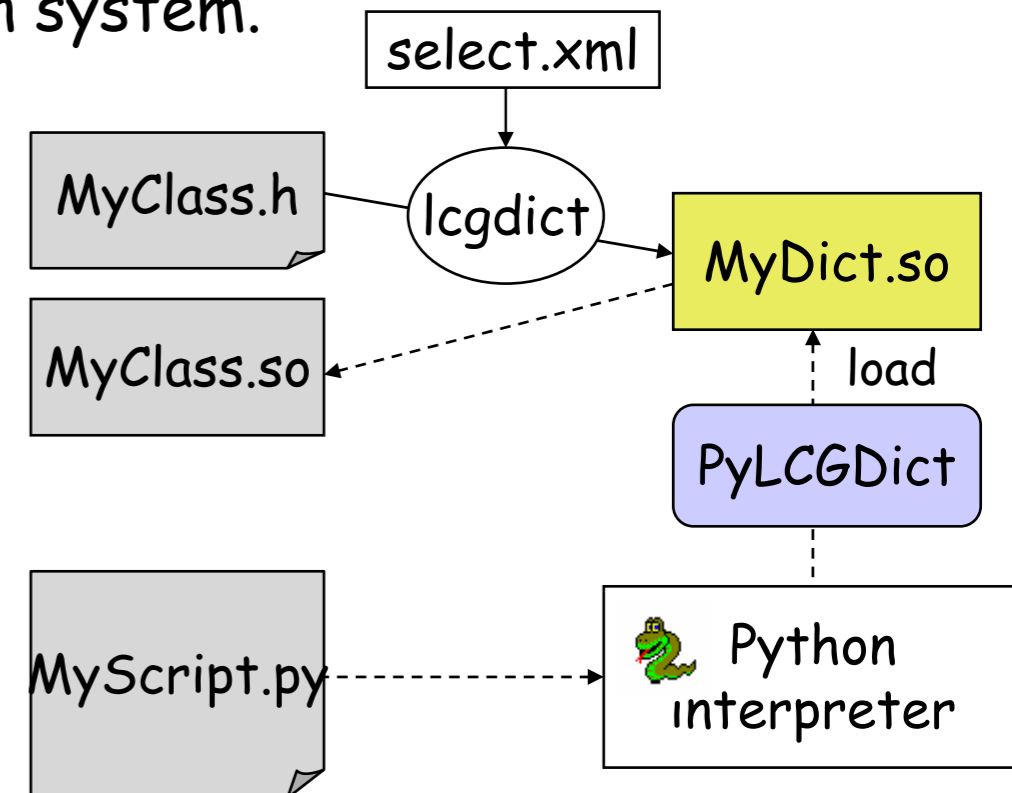 system.
select.xml
MyClass.h
lcgdict
MyDict.so
MyClass.so
load
PyLCGDict
MyScript.py
Python
interpreter